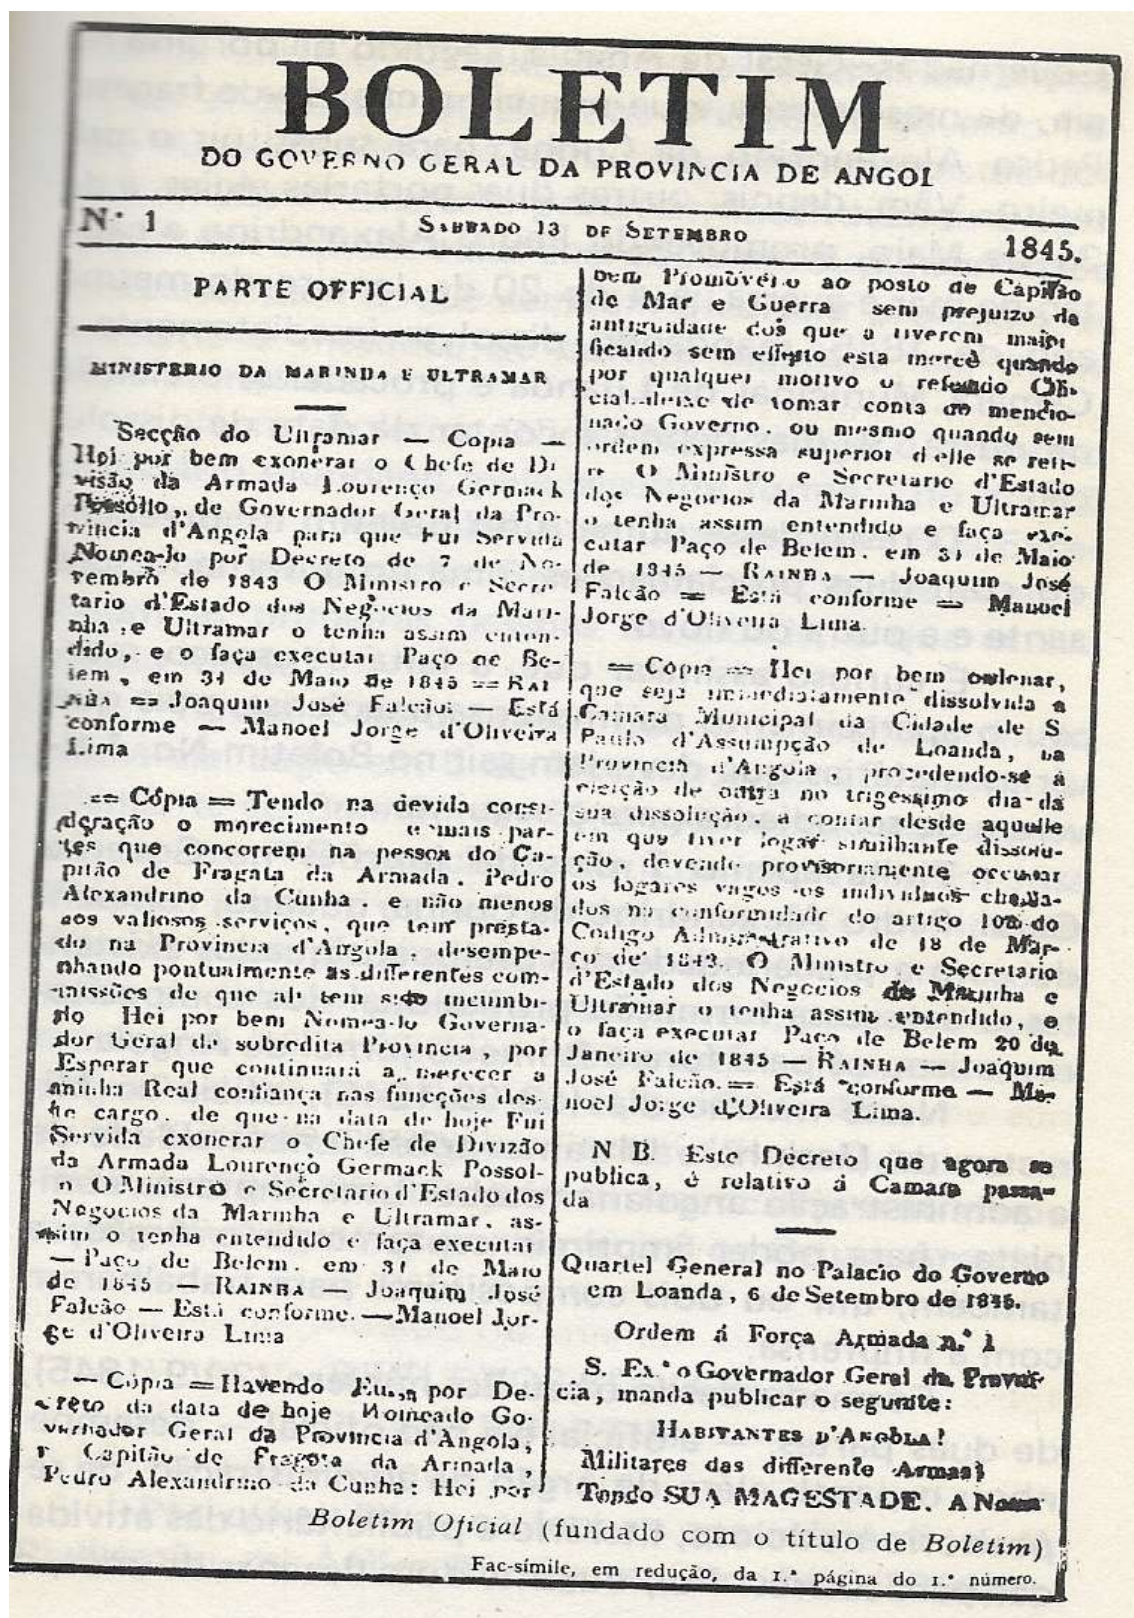 BOLETIM
DO GOVERNO GERAL DA PROVINCIA DE ANGOL
N.º 1
SABBADO 13 DE SETEMBRO
1845.
PARTE OFFICIAL
MINISTERIO DA MARINHA E ULTRAMAR
Secção do Ultramar — Copia —
Hei por bem exonerar o Chefe de Di
visão da Armada Lourenço Germack
Possollo, de Governador Geral da Pro-
vincia d'Angola para que Fui Servida
Nomea-lo por Decreto de 7 de No-
vembro de 1843 O Ministro e Secre-
tario d'Estado dos Negocios da Mari-
nha, e Ultramar o tenha assim enten-
dido, e o faça executar Paço de Be-
lem, em 31 de Maio de 1845 == RAI
NHA == Joaquim José Falcão: — Está
conforme — Manoel Jorge d'Oliveira
Lima
== Cópia == Tendo na devida consi-
deração o merecimento e mais par-
tes que concorrem na pessoa do Ca-
pitão de Fragata da Armada, Pedro
Alexandrino da Cunha, e não menos
aos valiosos serviços, que tem presta-
do na Provincia d'Angola, desempe-
nhando pontualmente as differentes com-
missões de que ali tem sido incumbi-
do Hei por bem Nomea-lo Governa-
dor Geral da sobredita Provincia, por
Esperar que continuará a merecer a
minha Real confiança nas funcções des-
te cargo, de que na data de hoje Fui
Servida exonerar o Chefe de Divizão
da Armada Lourenço Germack Possol-
o O Ministro e Secretario d'Estado dos
Negocios da Marinha e Ultramar, as-
sim o tenha entendido e faça executar
— Paço de Belem, em 31 de Maio
de 1845 — RAINHA — Joaquim José
Falcão — Está conforme. — Manoel Jor-
ge d'Oliveira Lima
— Cópia == Havendo Eu, por De-
creto da data de hoje Nomeado Go-
vernador Geral da Provincia d'Angola,
o Capitão de Fragata da Armada,
Pedro Alexandrino da Cunha: Hei por
bem Promovêl-o ao posto de Capitão
de Mar e Guerra sem prejuizo da
antiguidade dos que a tiverem maior
ficando sem effeito esta mercê quando
por qualquer motivo o referido Offi-
cial deixe de tomar conta do mencio-
nado Governo, ou mesmo quando sem
ordem expressa superior d'elle se reti-
re O Ministro e Secretario d'Estado
dos Negocios da Marinha e Ultramar
o tenha assim entendido e faça exe-
cutar Paço de Belem, em 31 de Maio
de 1845 — RAINHA — Joaquim José
Falcão == Está conforme == Manoel
Jorge d'Oliveira Lima.
== Cópia == Hei por bem ordenar,
que seja immediatamente dissolvida a
Camara Municipal da Cidade de S
Paulo d'Assumpção de Loanda, na
Provincia d'Angola, procedendo-se á
eleição de outra no trigessimo dia da
sua dissolução, a contar desde aquelle
em que tiver logar similhante dissolu-
ção, devendo provisoriamente occupar
os logares vagos os individuos chama-
dos na conformidade do artigo do
Codigo Administrativo de 18 de Mar-
ço de 1843. O Ministro e Secretario
d'Estado dos Negocios da Marinha e
Ultramar o tenha assim entendido, e
o faça executar Paço de Belem 20 de
Janeiro de 1845 — RAINHA — Joaquim
José Falcão. == Está conforme — Ma-
noel Jorge d'Oliveira Lima.
N B. Este Decreto que agora se
publica, é relativo á Camara passa-
da
Quartel General no Palacio do Governo
em Loanda, 6 de Setembro de 1845.
Ordem á Força Armada n.º 1
S. Ex.ª o Governador Geral da Provin-
cia, manda publicar o segunite:
HABITANTES D'ANGOLA!
Militares das differente Armas!
Tendo SUA MAGESTADE, A Nossa
Boletim Oficial (fundado com o título de Boletim)
Fac-símile, em redução, da 1.ª página do 1.º número.